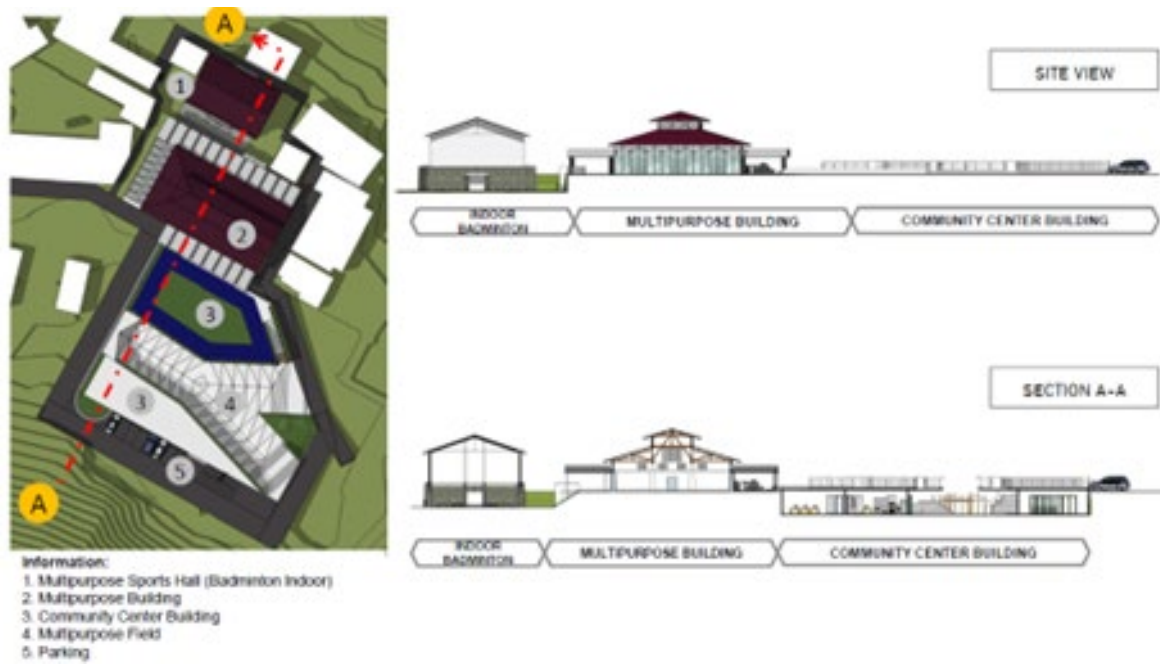 A
1
2
3
3
4
5
A
Information:
1. Multipurpose Sports Hall (Badminton Indoor)
2. Multipurpose Building
3. Community Center Building
4. Multipurpose Field
5. Parking
SITE VIEW
INDOOR
BADMINTON
MULTIPURPOSE BUILDING
COMMUNITY CENTER BUILDING
SECTION A-A
INDOOR
BADMINTON
MULTIPURPOSE BUILDING
COMMUNITY CENTER BUILDING